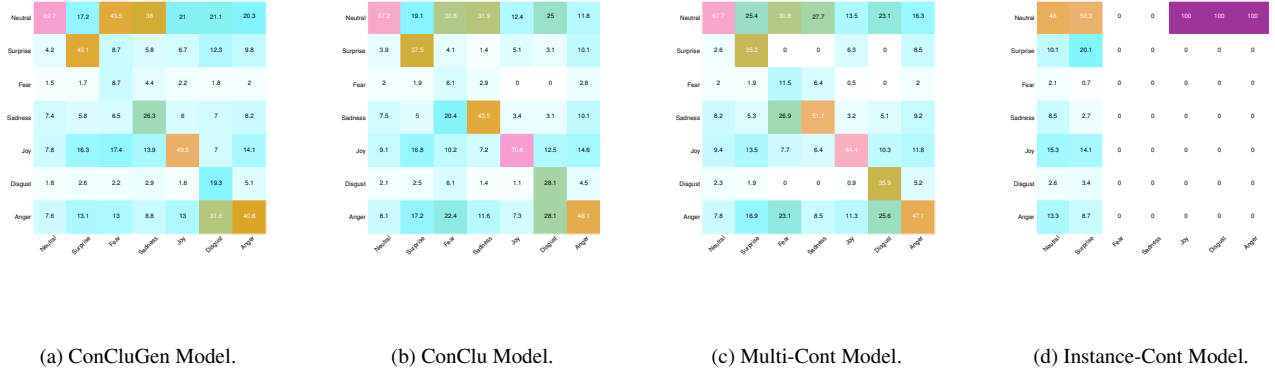 Neutral 69.7 17.2 43.5 38 21 21.1 20.3
Surprise 4.2 43.1 8.7 5.8 6.7 12.3 9.8
Fear 1.5 1.7 8.7 4.4 2.2 1.8 2
Sadness 7.4 5.8 6.5 26.3 6 7 8.2
Joy 7.8 16.3 17.4 13.9 49.5 7 14.1
Disgust 1.8 2.6 2.2 2.9 1.6 19.3 5.1
Anger 7.6 13.1 13 8.8 13 31.6 40.6
Neutral Surprise Fear Sadness Joy Disgust Anger
(a) ConCluGen Model.
Neutral 67.2 19.1 30.6 31.9 12.4 25 11.8
Surprise 3.9 37.5 4.1 1.4 5.1 3.1 10.1
Fear 2 1.9 6.1 2.9 0 0 2.8
Sadness 7.5 5 20.4 43.5 3.4 3.1 10.1
Joy 9.1 16.8 10.2 7.2 70.8 12.5 14.6
Disgust 2.1 2.5 6.1 1.4 1.1 28.1 4.5
Anger 8.1 17.2 22.4 11.6 7.3 28.1 46.1
Neutral Surprise Fear Sadness Joy Disgust Anger
(b) ConClu Model.
Neutral 67.7 25.4 30.8 27.7 13.5 23.1 16.3
Surprise 2.6 35.2 0 0 6.3 0 8.5
Fear 2 1.9 11.5 6.4 0.5 0 2
Sadness 8.2 5.3 26.9 51.1 3.2 5.1 9.2
Joy 9.4 13.5 7.7 6.4 64.4 10.3 11.8
Disgust 2.3 1.9 0 0 0.9 35.9 5.2
Anger 7.8 16.9 23.1 8.5 11.3 25.6 47.1
Neutral Surprise Fear Sadness Joy Disgust Anger
(c) Multi-Cont Model.
Neutral 48 50.3 0 0 100 100 100
Surprise 10.1 20.1 0 0 0 0 0
Fear 2.1 0.7 0 0 0 0 0
Sadness 8.5 2.7 0 0 0 0 0
Joy 15.3 14.1 0 0 0 0 0
Disgust 2.6 3.4 0 0 0 0 0
Anger 13.3 8.7 0 0 0 0 0
Neutral Surprise Fear Sadness Joy Disgust Anger
(d) Instance-Cont Model.